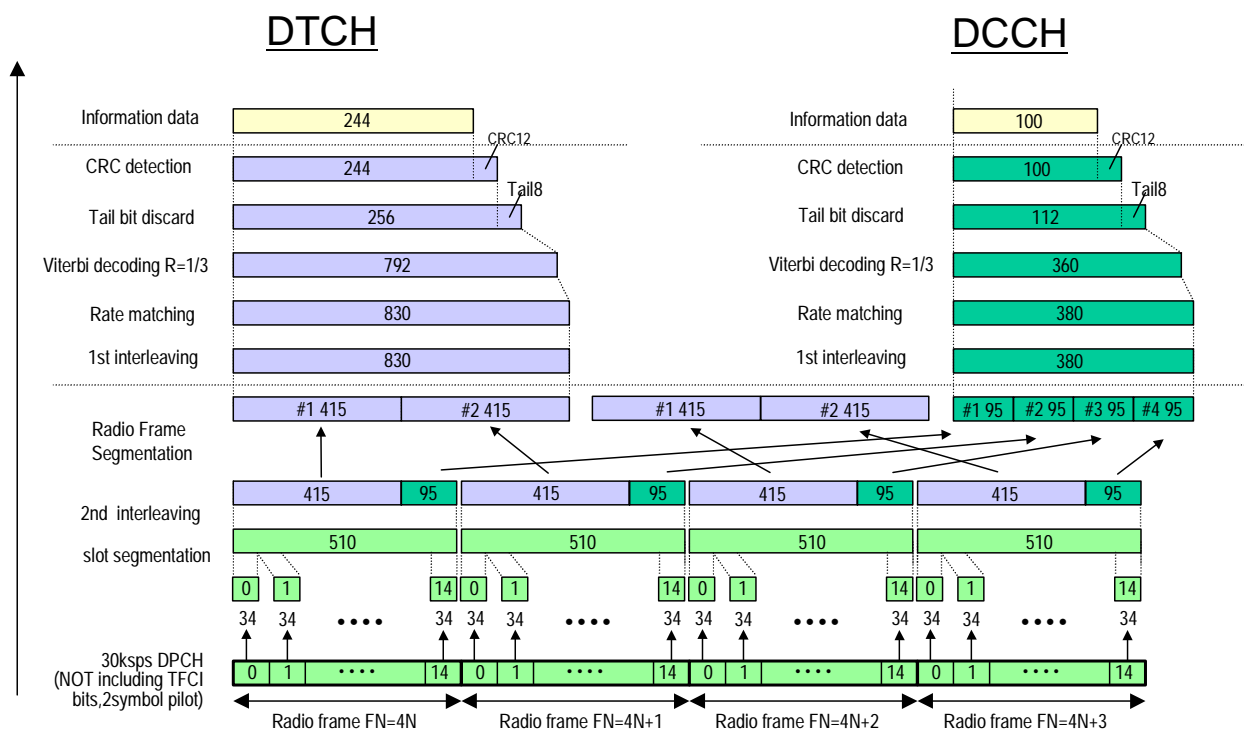 DTCH DCCH
Information data 244 Information data 100
CRC12 CRC12
CRC detection 244 CRC detection 100
Tail8 Tail8
Tail bit discard 256 Tail bit discard 112
Viterbi decoding R=1/3 792 Viterbi decoding R=1/3 360
Rate matching 830 Rate matching 380
1st interleaving 830 1st interleaving 380
#1 415 #2 415 #1 415 #2 415 #1 95 #2 95 #3 95 #4 95
Radio Frame
Segmentation
415 95 415 95 415 95 415 95
2nd interleaving
slot segmentation 510 510 510 510
0 1 14 0 1 14 0 1 14 0 1 14
34 34 •••• 34 34 34 •••• 34 34 34 •••• 34 34 34 •••• 34
30ksps DPCH
(NOT including TFCI
bits,2symbol pilot)
0 1 •••• 14 0 1 •••• 14 0 1 •••• 14 0 1 •••• 14
Radio frame FN=4N Radio frame FN=4N+1 Radio frame FN=4N+2 Radio frame FN=4N+3